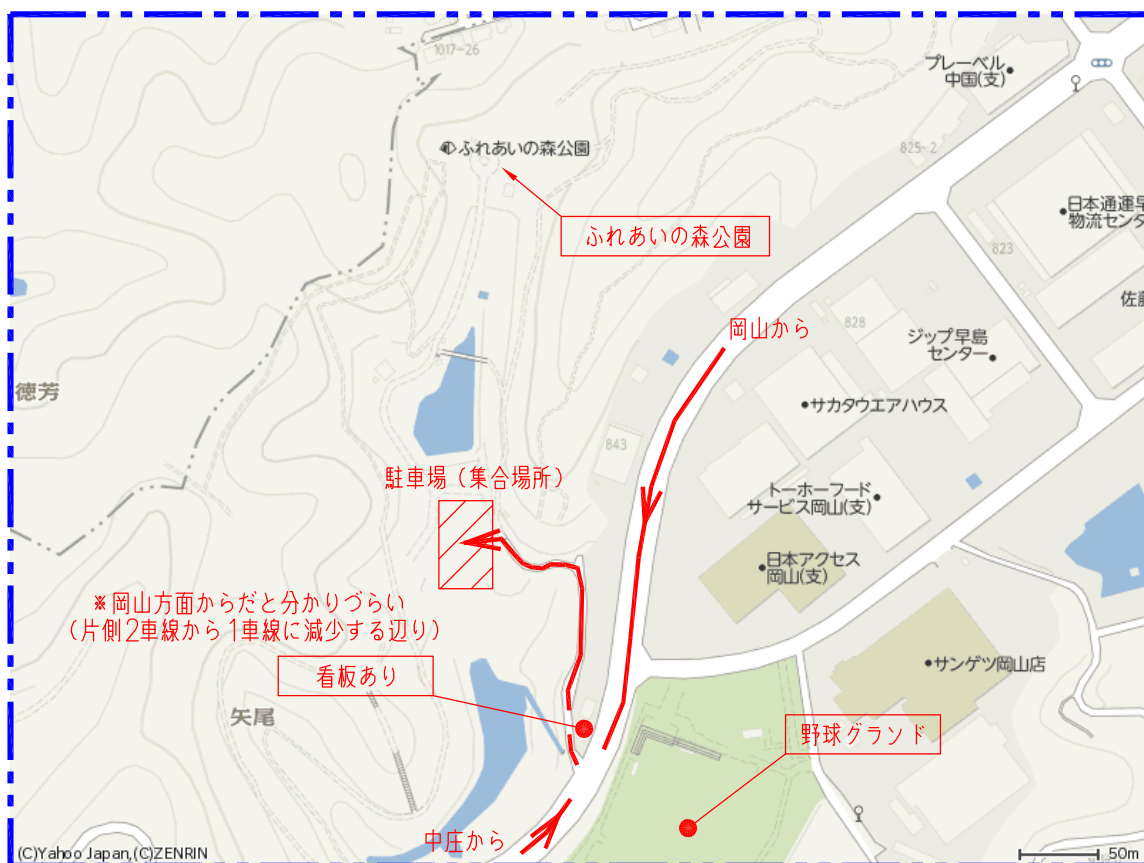 1017-26
プレーベル
中国(支)
ふれあいの森公園
825-2
ふれあいの森公園
日本通運早
物流センタ
823
佐藤
岡山から
828
ジップ早島
センター
徳芳
サカタウエアハウス
843
駐車場（集合場所）
トーホーフード
サービス岡山(支)
日本アクセス
岡山(支)
※岡山方面からだと分かりづらい
（片側2車線から1車線に減少する辺り）
看板あり
サンゲツ岡山店
矢尾
野球グランド
中庄から
(C)Yahoo Japan,(C)ZENRIN
50m